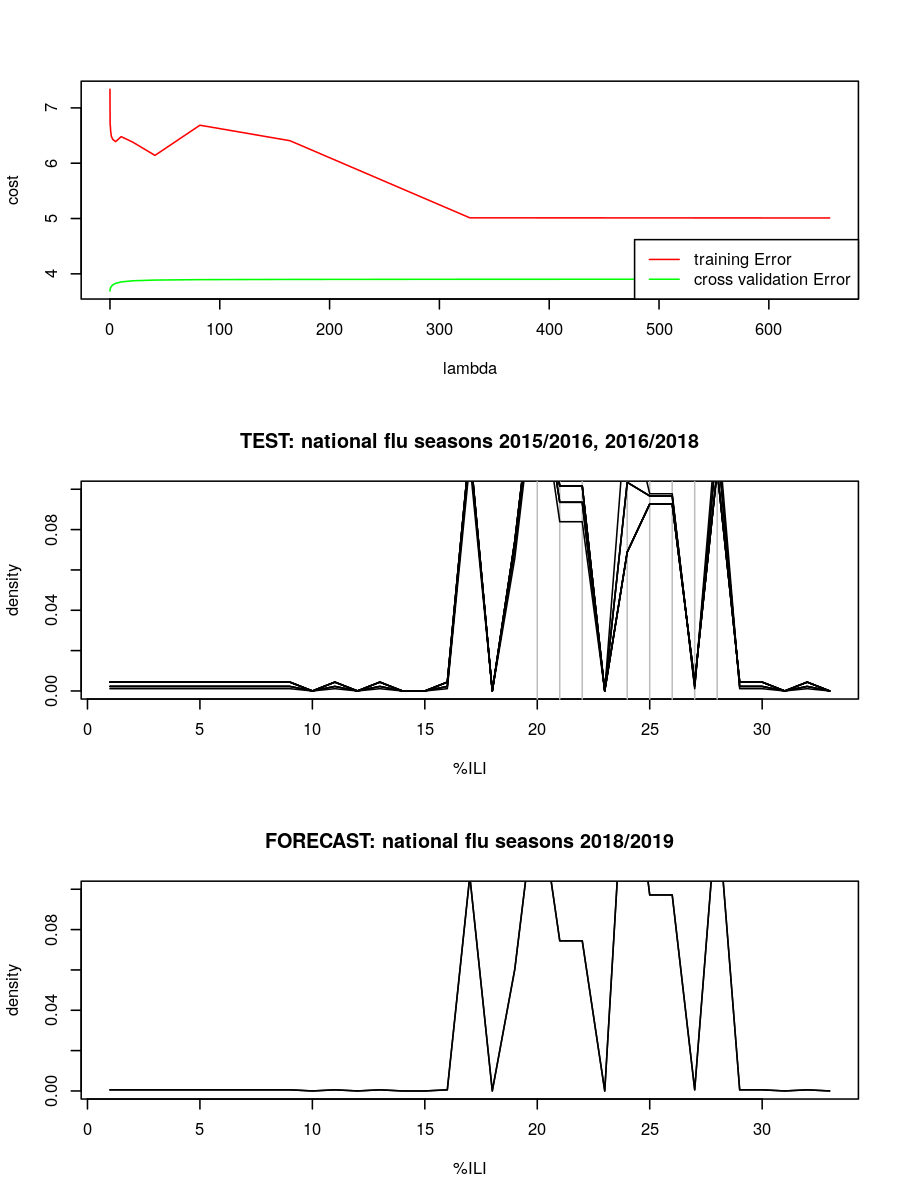 cost
7
6
5
4
training Error
cross validation Error
0 100 200 300 400 500 600
lambda
TEST: national flu seasons 2015/2016, 2016/2018
density
0.08
0.04
0.00
0 5 10 15 20 25 30
%ILI
FORECAST: national flu seasons 2018/2019
density
0.08
0.04
0.00
0 5 10 15 20 25 30
%ILI